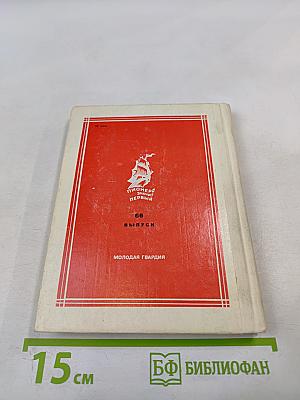 ПИОНЕР
ЗНАЧИТ
ПЕРВЫЙ
68
ВЫПУСК
МОЛОДАЯ ГВАРДИЯ
15 СМ
БФ БИБЛИОФАН